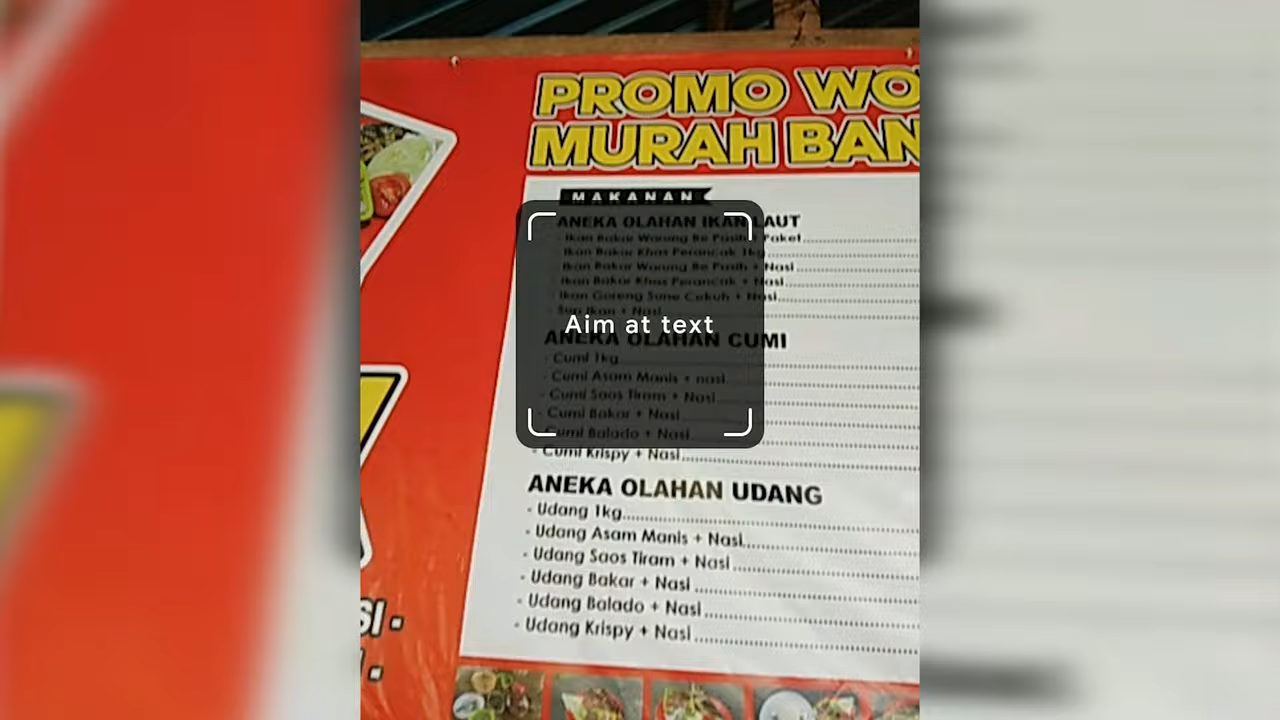 PROMO WO
MURAH BAN
MAKANAN
ANEKA OLAHAN IKAN LAUT
Ikan Bakar Warung Be Pasih + Paket
Ikan Bakar Khas Perancak 1kg
Ikan Bakar Warung Be Pasih + Nasi
Ikan Bakar Khas Perancak + Nasi
Ikan Goreng Sune Cekuh + Nasi
- Sup Ikan + Nasi
Aim at text
ANEKA OLAHAN CUMI
- Cumi 1kg
- Cumi Asam Manis + nasi
- Cumi Saos Tiram + Nasi
- Cumi Bakar + Nasi
Cumi Balado + Nasi
- Cumi Krispy + Nasi
ANEKA OLAHAN UDANG
- Udang 1kg
- Udang Asam Manis + Nasi
- Udang Saos Tiram + Nasi
- Udang Bakar + Nasi
- Udang Balado + Nasi
- Udang Krispy + Nasi
SI -